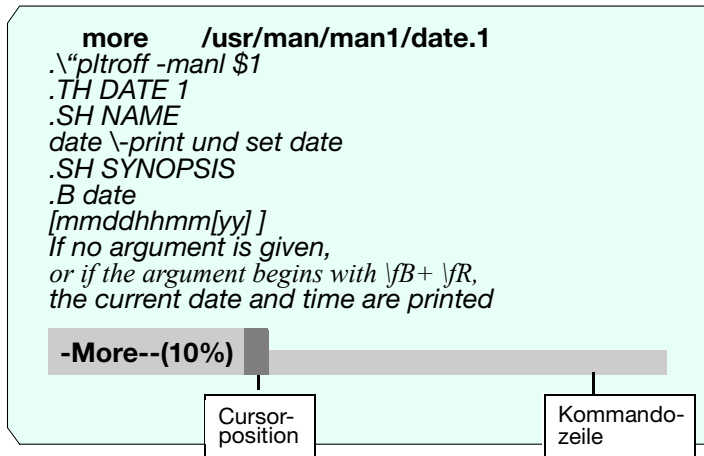 more /usr/man/man1/date.1
.\“pltroff -manl $1
.TH DATE 1
.SH NAME
date \-print und set date
.SH SYNOPSIS
.B date
[mmddhhmm[yy] ]
If no argument is given,
or if the argument begins with \fB+ \fR,
the current date and time are printed
-More--(10%)
Cursor-
position
Kommando-
zeile